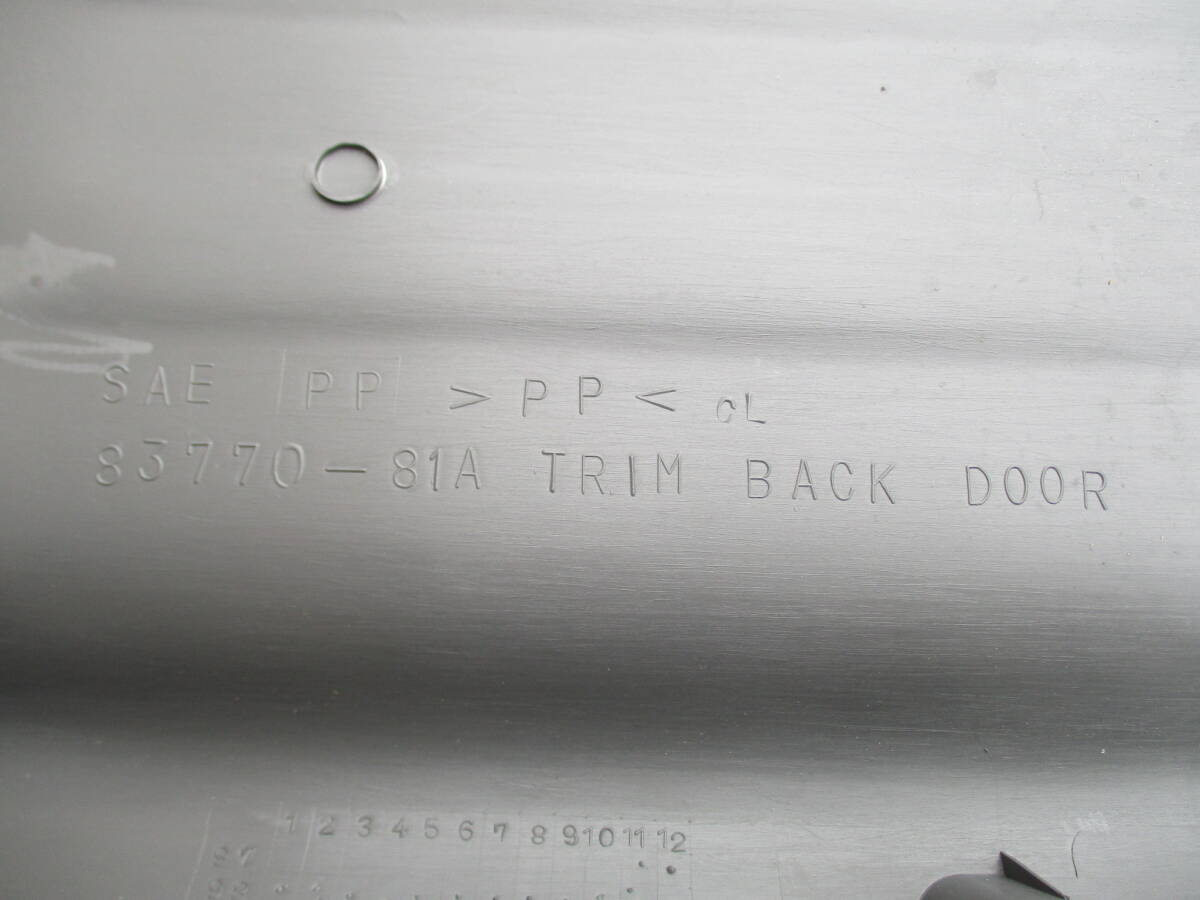 SAE PP >PP< CL
83770-81A TRIM BACK DOOR
1 2 3 4 5 6 7 8 9 10 11 12
97